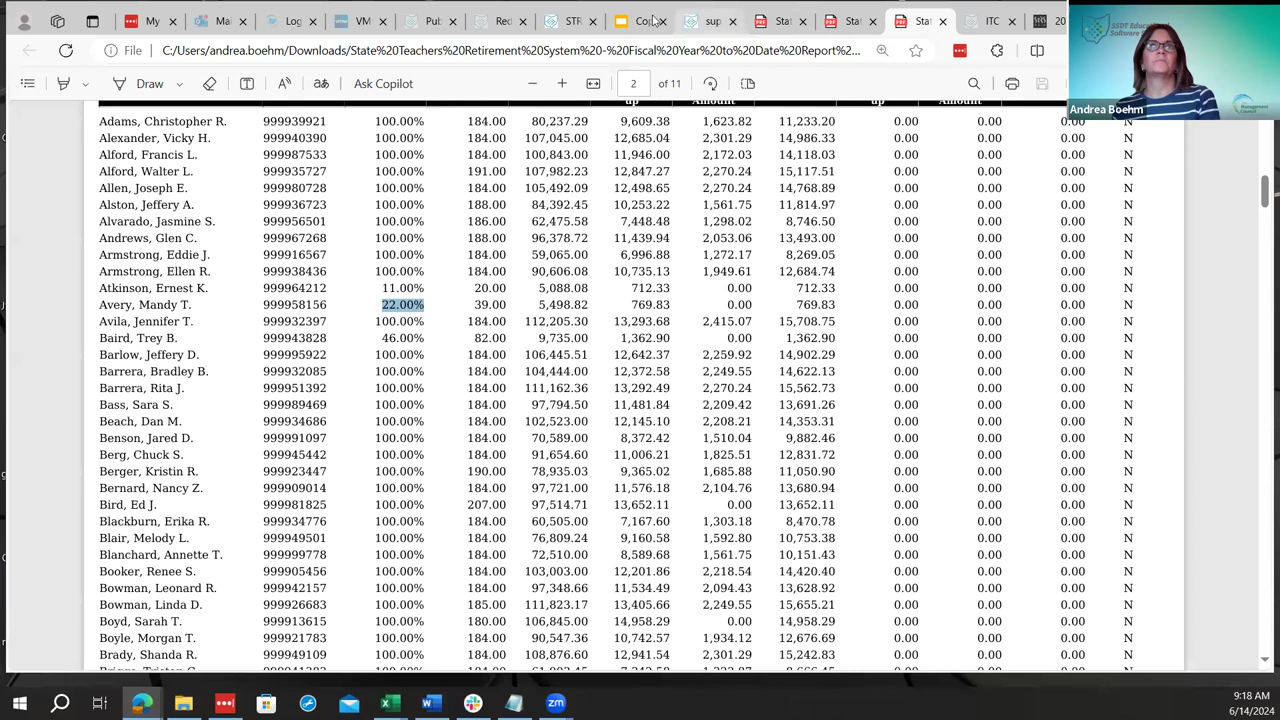 My
Mai
Log
VM
Pub
Red
STR
Cop
sup
Sta
Sta
Sta
ITC
20
File
C:/Users/andrea.boehm/Downloads/State%20Teachers%20Retirement%20System%20-%20Fiscal%20Year%20to%20Date%20Report%2...
Draw
Ask Copilot
2 of 11
up Amount up Amount
Adams, Christopher R. 999939921 184.00 9,609.38 1,623.82 11,233.20 0.00 0.00 0.00 N
Alexander, Vicky H. 999940390 100.00% 184.00 107,045.00 12,685.04 2,301.29 14,986.33 0.00 0.00 0.00 N
Alford, Francis L. 999987533 100.00% 184.00 100,843.00 11,946.00 2,172.03 14,118.03 0.00 0.00 0.00 N
Alford, Walter L. 999935727 100.00% 191.00 107,982.23 12,847.27 2,270.24 15,117.51 0.00 0.00 0.00 N
Allen, Joseph E. 999980728 100.00% 184.00 105,492.09 12,498.65 2,270.24 14,768.89 0.00 0.00 0.00 N
Alston, Jeffery A. 999936723 100.00% 188.00 84,392.45 10,253.22 1,561.75 11,814.97 0.00 0.00 0.00 N
Alvarado, Jasmine S. 999956501 100.00% 186.00 62,475.58 7,448.48 1,298.02 8,746.50 0.00 0.00 0.00 N
Andrews, Glen C. 999967268 100.00% 188.00 96,378.72 11,439.94 2,053.06 13,493.00 0.00 0.00 0.00 N
Armstrong, Eddie J. 999916567 100.00% 184.00 59,065.00 6,996.88 1,272.17 8,269.05 0.00 0.00 0.00 N
Armstrong, Ellen R. 999938436 100.00% 184.00 90,606.08 10,735.13 1,949.61 12,684.74 0.00 0.00 0.00 N
Atkinson, Ernest K. 999964212 11.00% 20.00 5,088.08 712.33 0.00 712.33 0.00 0.00 0.00 N
Avery, Mandy T. 999958156 22.00% 39.00 5,498.82 769.83 0.00 769.83 0.00 0.00 0.00 N
Avila, Jennifer T. 999932397 100.00% 184.00 112,205.30 13,293.68 2,415.07 15,708.75 0.00 0.00 0.00 N
Baird, Trey B. 999943828 46.00% 82.00 9,735.00 1,362.90 0.00 1,362.90 0.00 0.00 0.00 N
Barlow, Jeffery D. 999995922 100.00% 184.00 106,445.51 12,642.37 2,259.92 14,902.29 0.00 0.00 0.00 N
Barrera, Bradley B. 999932085 100.00% 184.00 104,444.00 12,372.58 2,249.55 14,622.13 0.00 0.00 0.00 N
Barrera, Rita J. 999951392 100.00% 184.00 111,162.36 13,292.49 2,270.24 15,562.73 0.00 0.00 0.00 N
Bass, Sara S. 999989469 100.00% 184.00 97,794.50 11,481.84 2,209.42 13,691.26 0.00 0.00 0.00 N
Beach, Dan M. 999934686 100.00% 184.00 102,523.00 12,145.10 2,208.21 14,353.31 0.00 0.00 0.00 N
Benson, Jared D. 999991097 100.00% 184.00 70,589.00 8,372.42 1,510.04 9,882.46 0.00 0.00 0.00 N
Berg, Chuck S. 999945442 100.00% 184.00 91,654.60 11,006.21 1,825.51 12,831.72 0.00 0.00 0.00 N
Berger, Kristin R. 999923447 100.00% 190.00 78,935.03 9,365.02 1,685.88 11,050.90 0.00 0.00 0.00 N
Bernard, Nancy Z. 999909014 100.00% 184.00 97,721.00 11,576.18 2,104.76 13,680.94 0.00 0.00 0.00 N
Bird, Ed J. 999981825 100.00% 207.00 97,514.71 13,652.11 0.00 13,652.11 0.00 0.00 0.00 N
Blackburn, Erika R. 999934776 100.00% 184.00 60,505.00 7,167.60 1,303.18 8,470.78 0.00 0.00 0.00 N
Blair, Melody L. 999949501 100.00% 184.00 76,809.24 9,160.58 1,592.80 10,753.38 0.00 0.00 0.00 N
Blanchard, Annette T. 999999778 100.00% 184.00 72,510.00 8,589.68 1,561.75 10,151.43 0.00 0.00 0.00 N
Booker, Renee S. 999905456 100.00% 184.00 103,003.00 12,201.86 2,218.54 14,420.40 0.00 0.00 0.00 N
Bowman, Leonard R. 999942157 100.00% 184.00 97,348.66 11,534.49 2,094.43 13,628.92 0.00 0.00 0.00 N
Bowman, Linda D. 999926683 100.00% 185.00 111,823.17 13,405.66 2,249.55 15,655.21 0.00 0.00 0.00 N
Boyd, Sarah T. 999913615 100.00% 180.00 106,845.00 14,958.29 0.00 14,958.29 0.00 0.00 0.00 N
Boyle, Morgan T. 999921783 100.00% 184.00 90,547.36 10,742.57 1,934.12 12,676.69 0.00 0.00 0.00 N
Brady, Shanda R. 999949109 100.00% 184.00 108,876.60 12,941.54 2,301.29 15,242.83 0.00 0.00 0.00 N
SSDT Educational
Software
Management
Council
Andrea Boehm
9:18 AM
6/14/2024